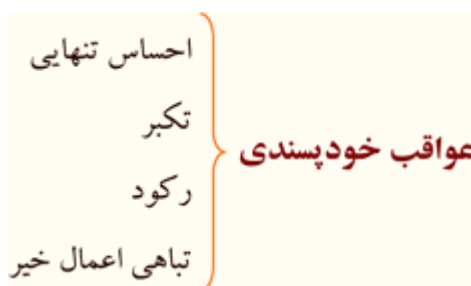 عواقب خودپسندی
احساس تنهایی
تکبر
رکود
تباهی اعمال خیر